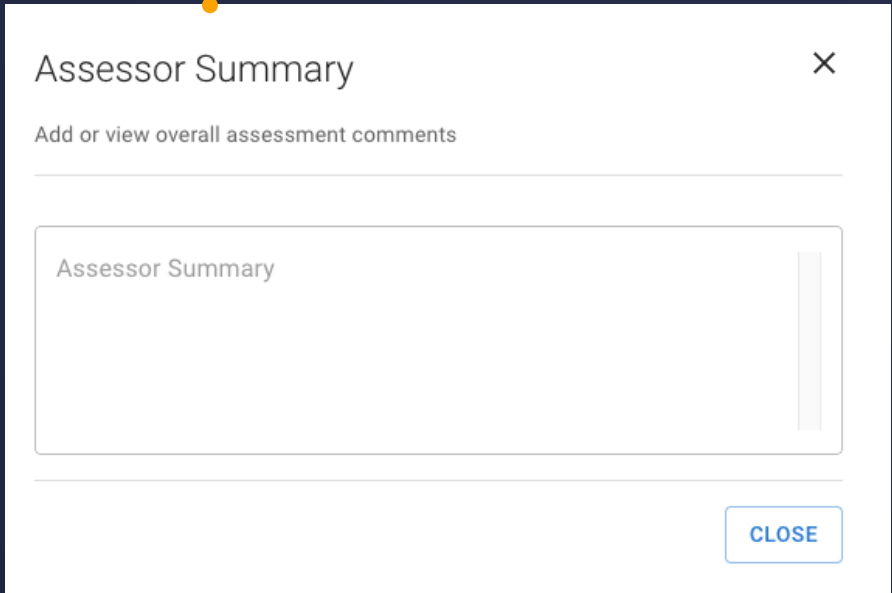 Assessor Summary
Add or view overall assessment comments
Assessor Summary
CLOSE